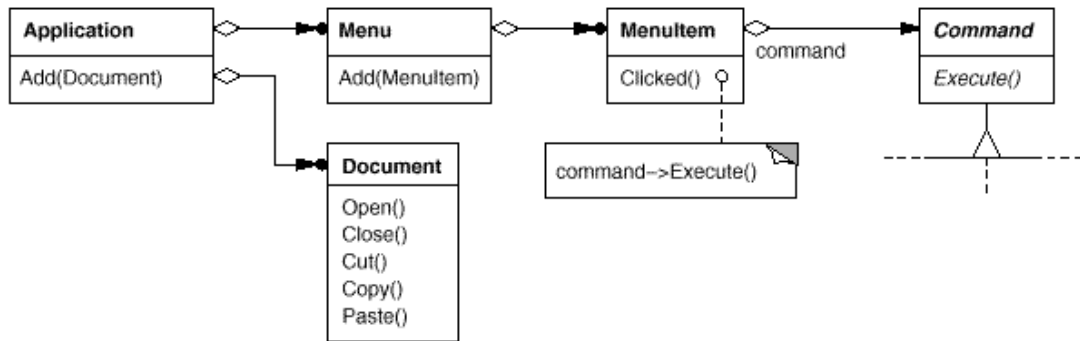 Application
Add(Document)
Menu
Add(MenuItem)
MenuItem
Clicked()
command
Command
Execute()
command–>Execute()
Document
Open()
Close()
Cut()
Copy()
Paste()